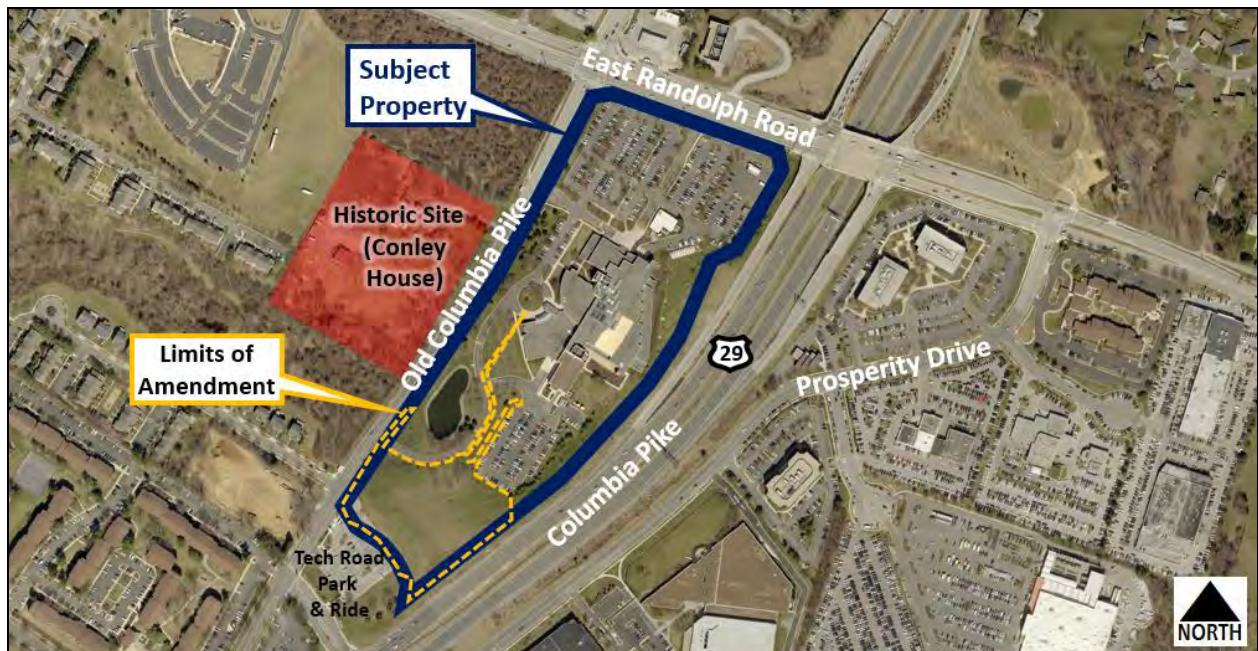 Subject
Property
East Randolph Road
Historic Site
(Conley
House)
Old Columbia Pike
Limits of
Amendment
29
Prosperity Drive
Columbia Pike
Tech Road
Park
& Ride
NORTH